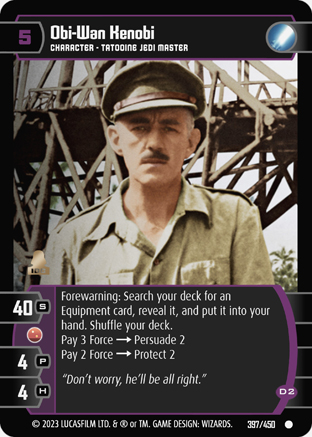 5
Obi-Wan Kenobi
CHARACTER - TATOOINE JEDI MASTER
40 S
4 P
4 H
Forewarning: Search your deck for an
Equipment card, reveal it, and put it into your
hand. Shuffle your deck.
Pay 3 Force → Persuade 2
Pay 2 Force → Protect 2
"Don't worry, he'll be all right."
D2
© 2023 LUCASFILM LTD. & ® or TM. GAME DESIGN: WIZARDS. 397/450